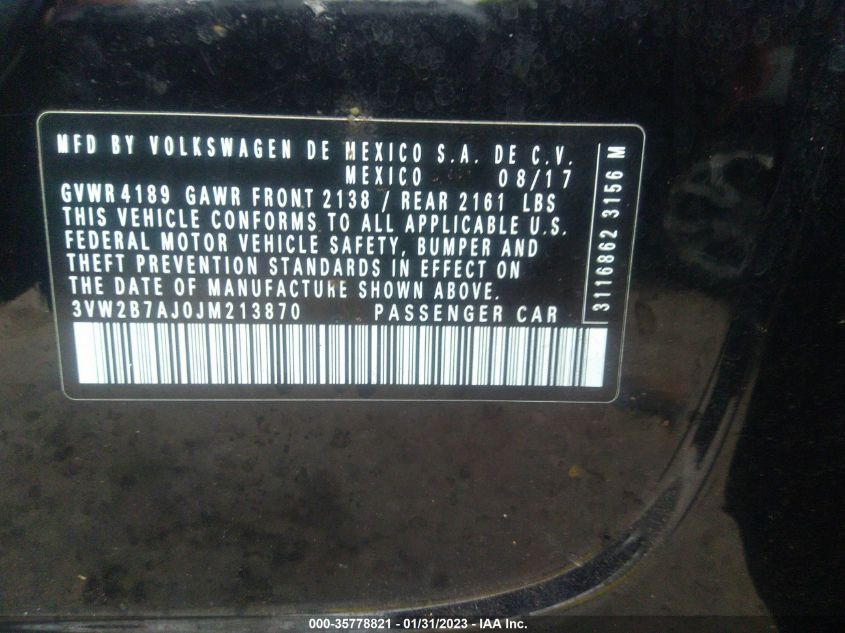 MFD BY VOLKSWAGEN DE MEXICO S.A. DE C.V.
MEXICO 08/17
GVWR 4189 GAWR FRONT 2138 / REAR 2161 LBS
THIS VEHICLE CONFORMS TO ALL APPLICABLE U.S.
FEDERAL MOTOR VEHICLE SAFETY, BUMPER AND
THEFT PREVENTION STANDARDS IN EFFECT ON
THE DATE OF MANUFACTURE SHOWN ABOVE.
3VW2B7AJ0JM213870 PASSENGER CAR
3116862 3156 M
000-35778821 - 01/31/2023 - IAA Inc.